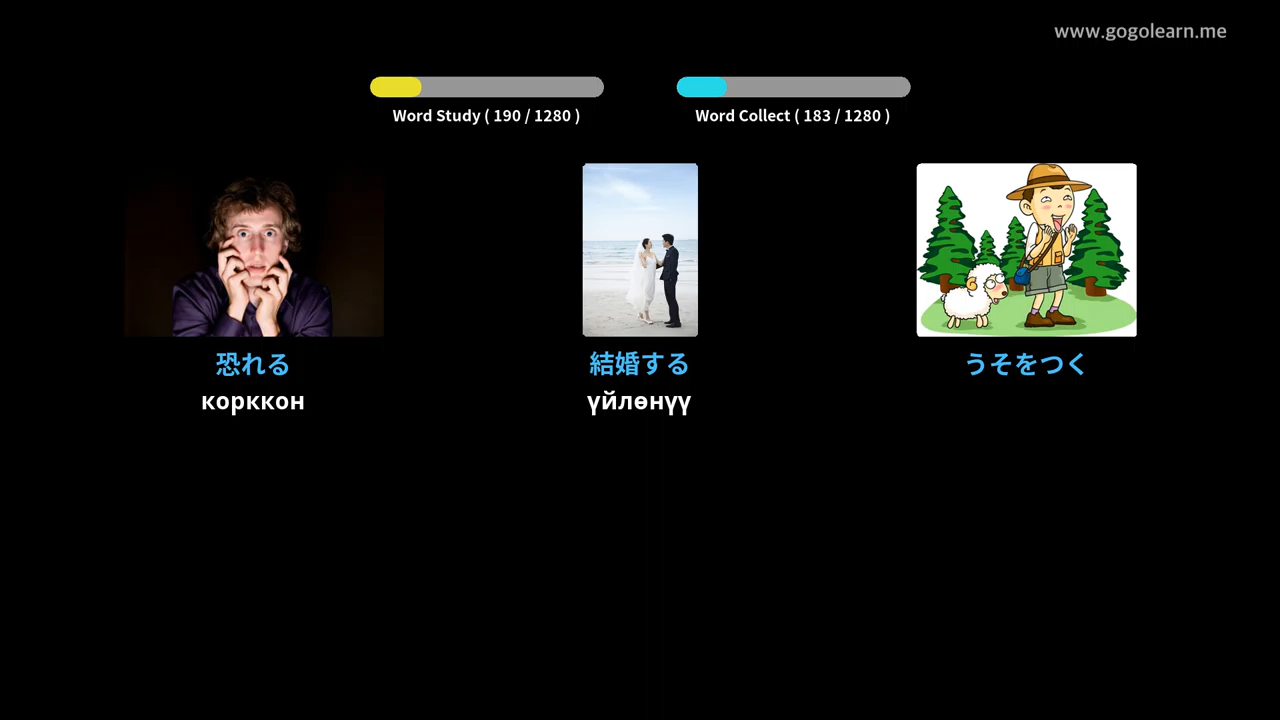 www.gogolearn.me
Word Study ( 190 / 1280 )
Word Collect ( 183 / 1280 )
恐れる
結婚する
うそをつく
корккон
үйлөнүү